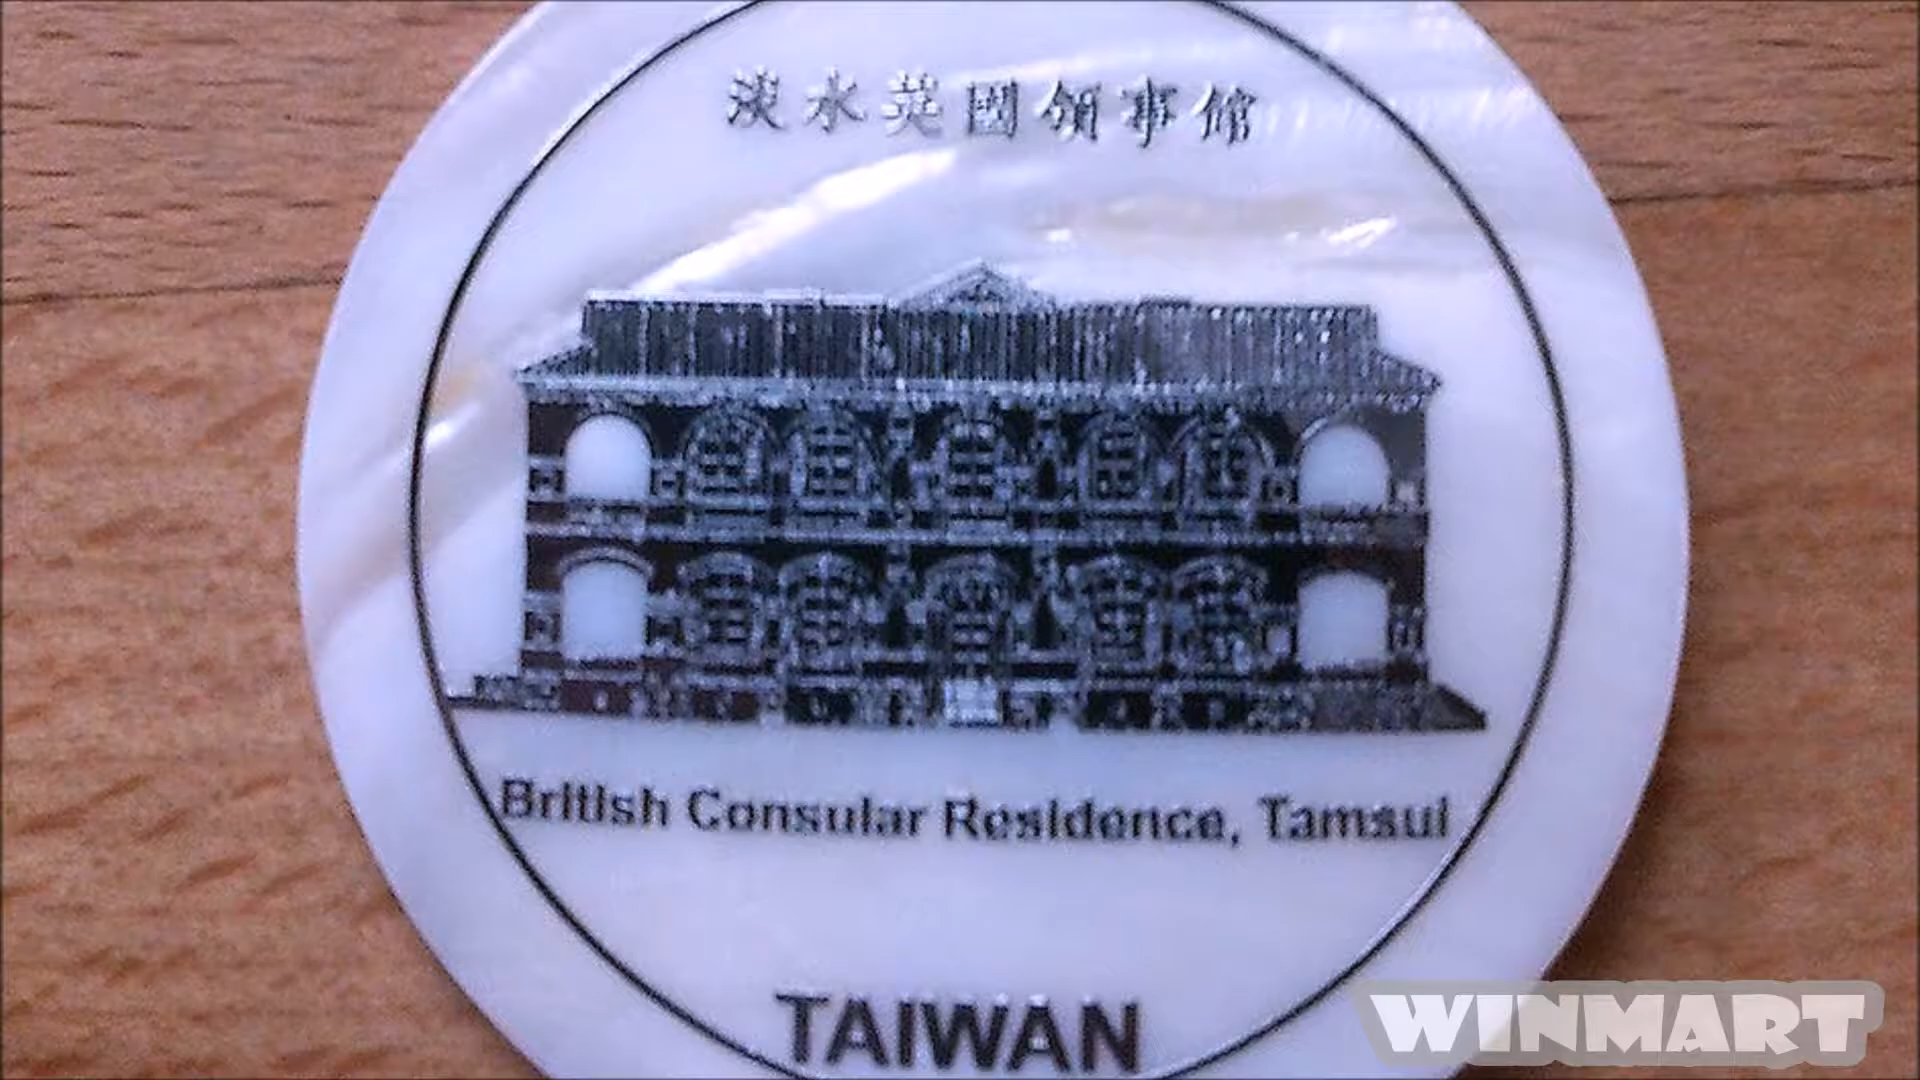 淡水英國領事館
British Consular Residence, Tamsui
TAIWAN
WINMART